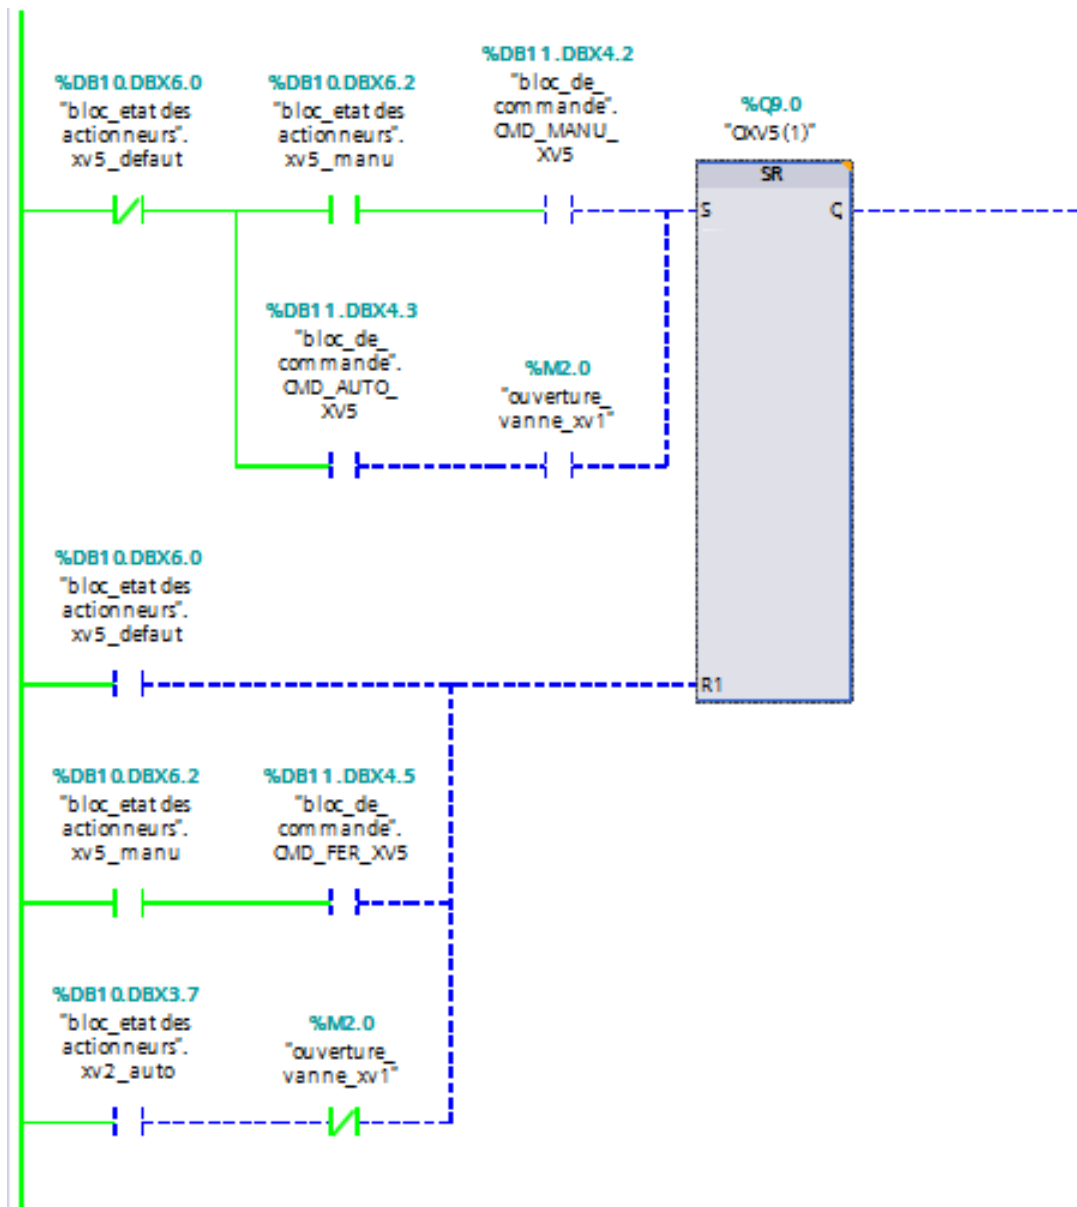 %DB10.DBX6.0
"bloc_etat des
actionneurs".
xv5_defaut
%DB10.DBX6.2
"bloc_etat des
actionneurs".
xv5_manu
%DB11.DBX4.2
"bloc_de_
commande".
CMD_MANU_
XV5
%Q9.0
"QXV5(1)"
SR
S
Q
%DB11.DBX4.3
"bloc_de_
commande".
CMD_AUTO_
XV5
%M2.0
"ouverture_
vanne_xv1"
%DB10.DBX6.0
"bloc_etat des
actionneurs".
xv5_defaut
R1
%DB10.DBX6.2
"bloc_etat des
actionneurs".
xv5_manu
%DB11.DBX4.5
"bloc_de_
commande".
CMD_FER_XV5
%DB10.DBX3.7
"bloc_etat des
actionneurs".
xv2_auto
%M2.0
"ouverture_
vanne_xv1"